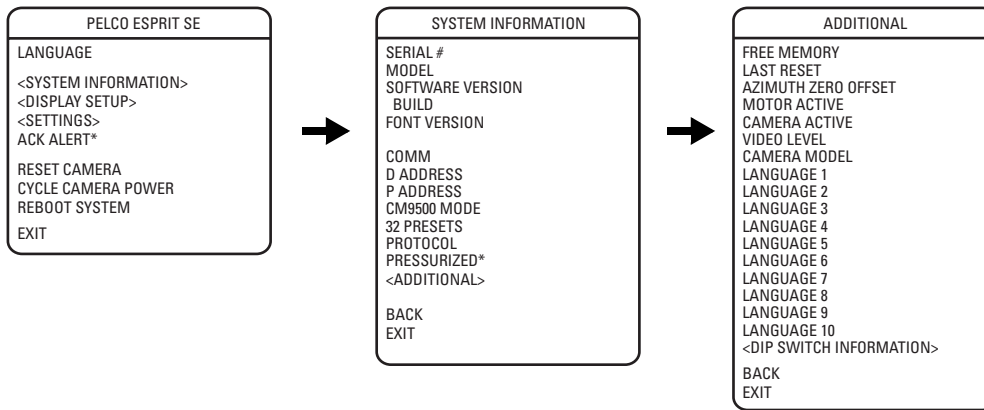 PELCO ESPRIT SE
LANGUAGE
<SYSTEM INFORMATION>
<DISPLAY SETUP>
<SETTINGS>
ACK ALERT*
RESET CAMERA
CYCLE CAMERA POWER
REBOOT SYSTEM
EXIT
SYSTEM INFORMATION
SERIAL #
MODEL
SOFTWARE VERSION
BUILD
FONT VERSION
COMM
D ADDRESS
P ADDRESS
CM9500 MODE
32 PRESETS
PROTOCOL
PRESSURIZED*
<ADDITIONAL>
BACK
EXIT
ADDITIONAL
FREE MEMORY
LAST RESET
AZIMUTH ZERO OFFSET
MOTOR ACTIVE
CAMERA ACTIVE
VIDEO LEVEL
CAMERA MODEL
LANGUAGE 1
LANGUAGE 2
LANGUAGE 3
LANGUAGE 4
LANGUAGE 5
LANGUAGE 6
LANGUAGE 7
LANGUAGE 8
LANGUAGE 9
LANGUAGE 10
<DIP SWITCH INFORMATION>
BACK
EXIT